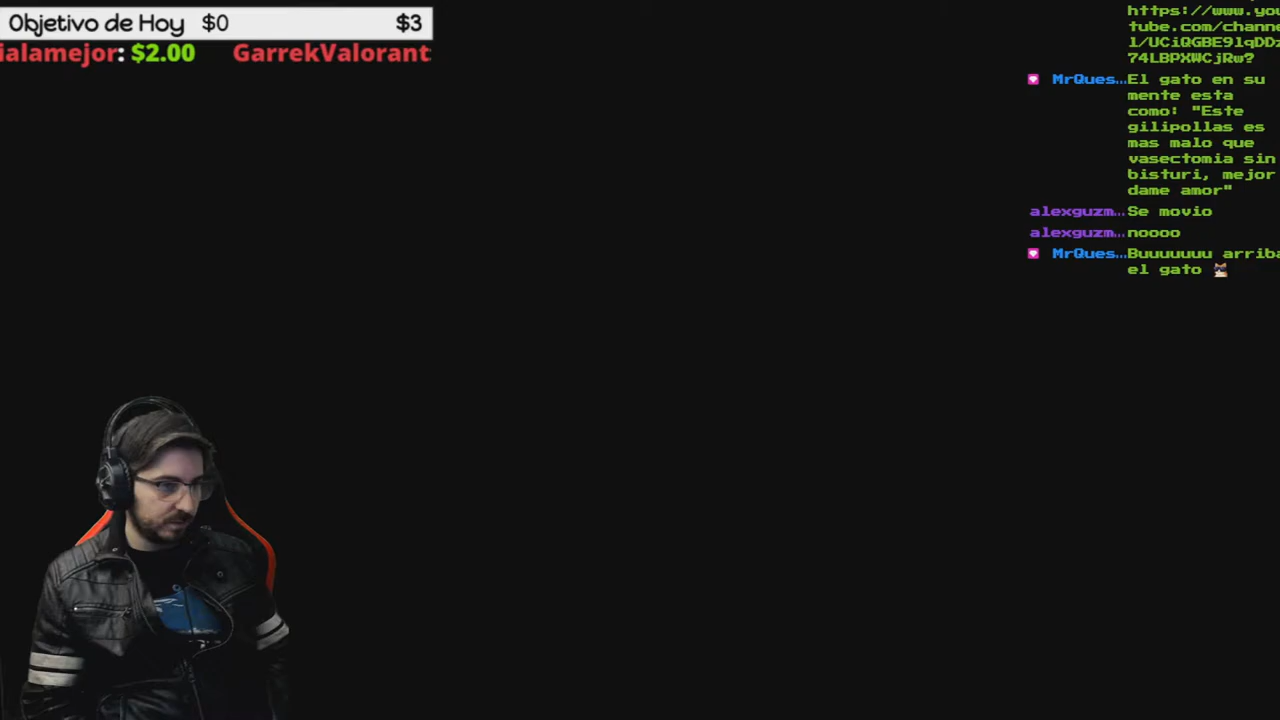 Objetivo de Hoy $0 $3
ialamejor: $2.00 GarrekValorant
https://www.you
tube.com/channe
l/UCiQGBE9lqDDz
74LBPXWCjRw?
MrQues… El gato en su
mente esta
como: "Este
gilipollas es
mas malo que
vasectomia sin
bisturi, mejor
dame amor"
alexguzm… Se movio
alexguzm… noooo
MrQues… Buuuuuuu arriba
el gato